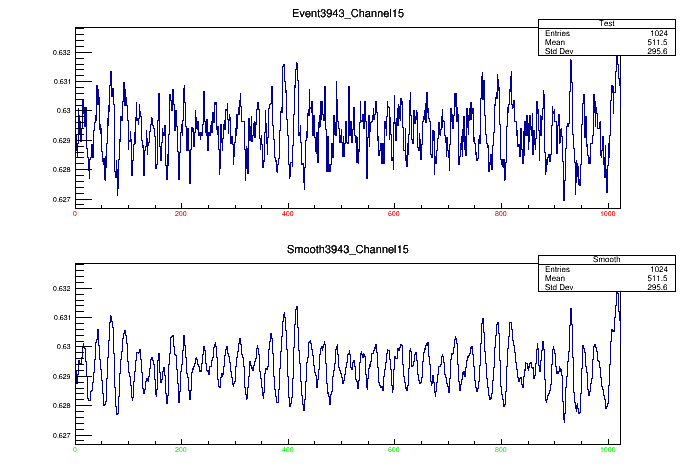 Event3943_Channel15
Test
Entries 1024
Mean 511.5
Std Dev 295.6
0.632
0.631
0.63
0.629
0.628
0.627
0 200 400 600 800 1000
Smooth3943_Channel15
Smooth
Entries 1024
Mean 511.5
Std Dev 295.6
0.632
0.631
0.63
0.629
0.628
0.627
0 200 400 600 800 1000